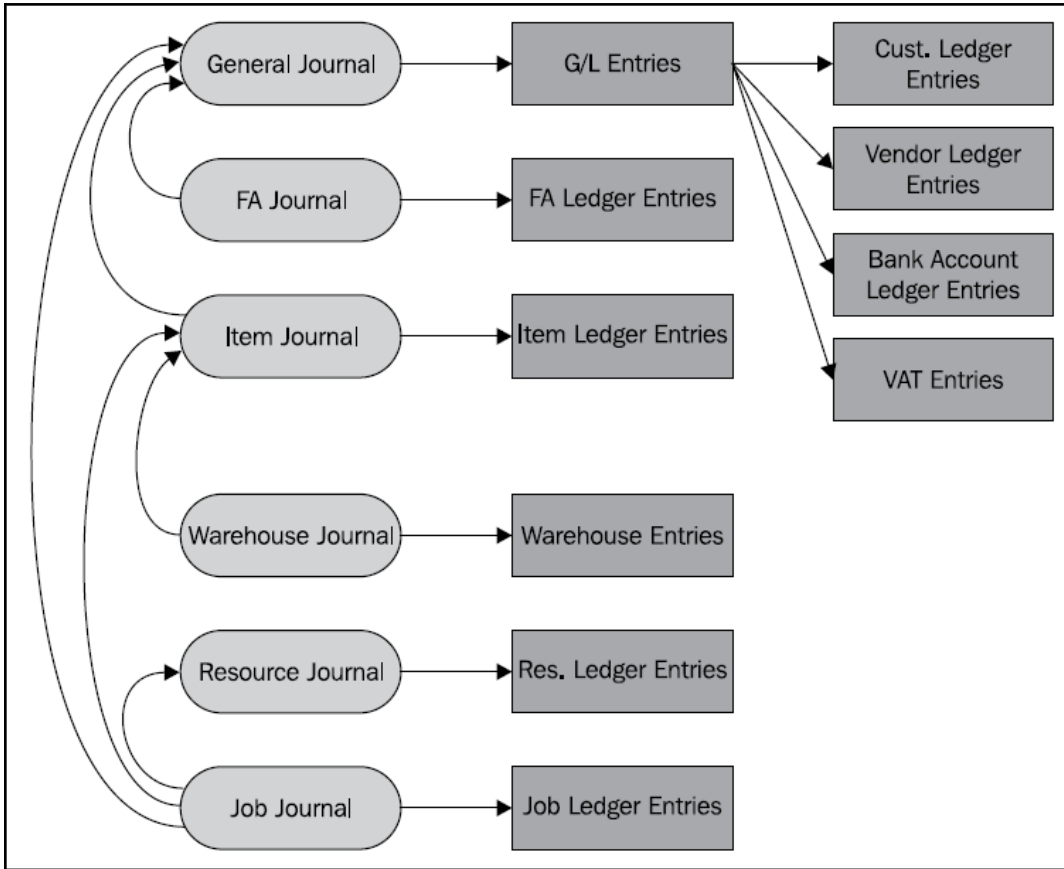 General Journal
G/L Entries
Cust. Ledger
Entries
Vendor Ledger
Entries
FA Journal
FA Ledger Entries
Bank Account
Ledger Entries
Item Journal
Item Ledger Entries
VAT Entries
Warehouse Journal
Warehouse Entries
Resource Journal
Res. Ledger Entries
Job Journal
Job Ledger Entries